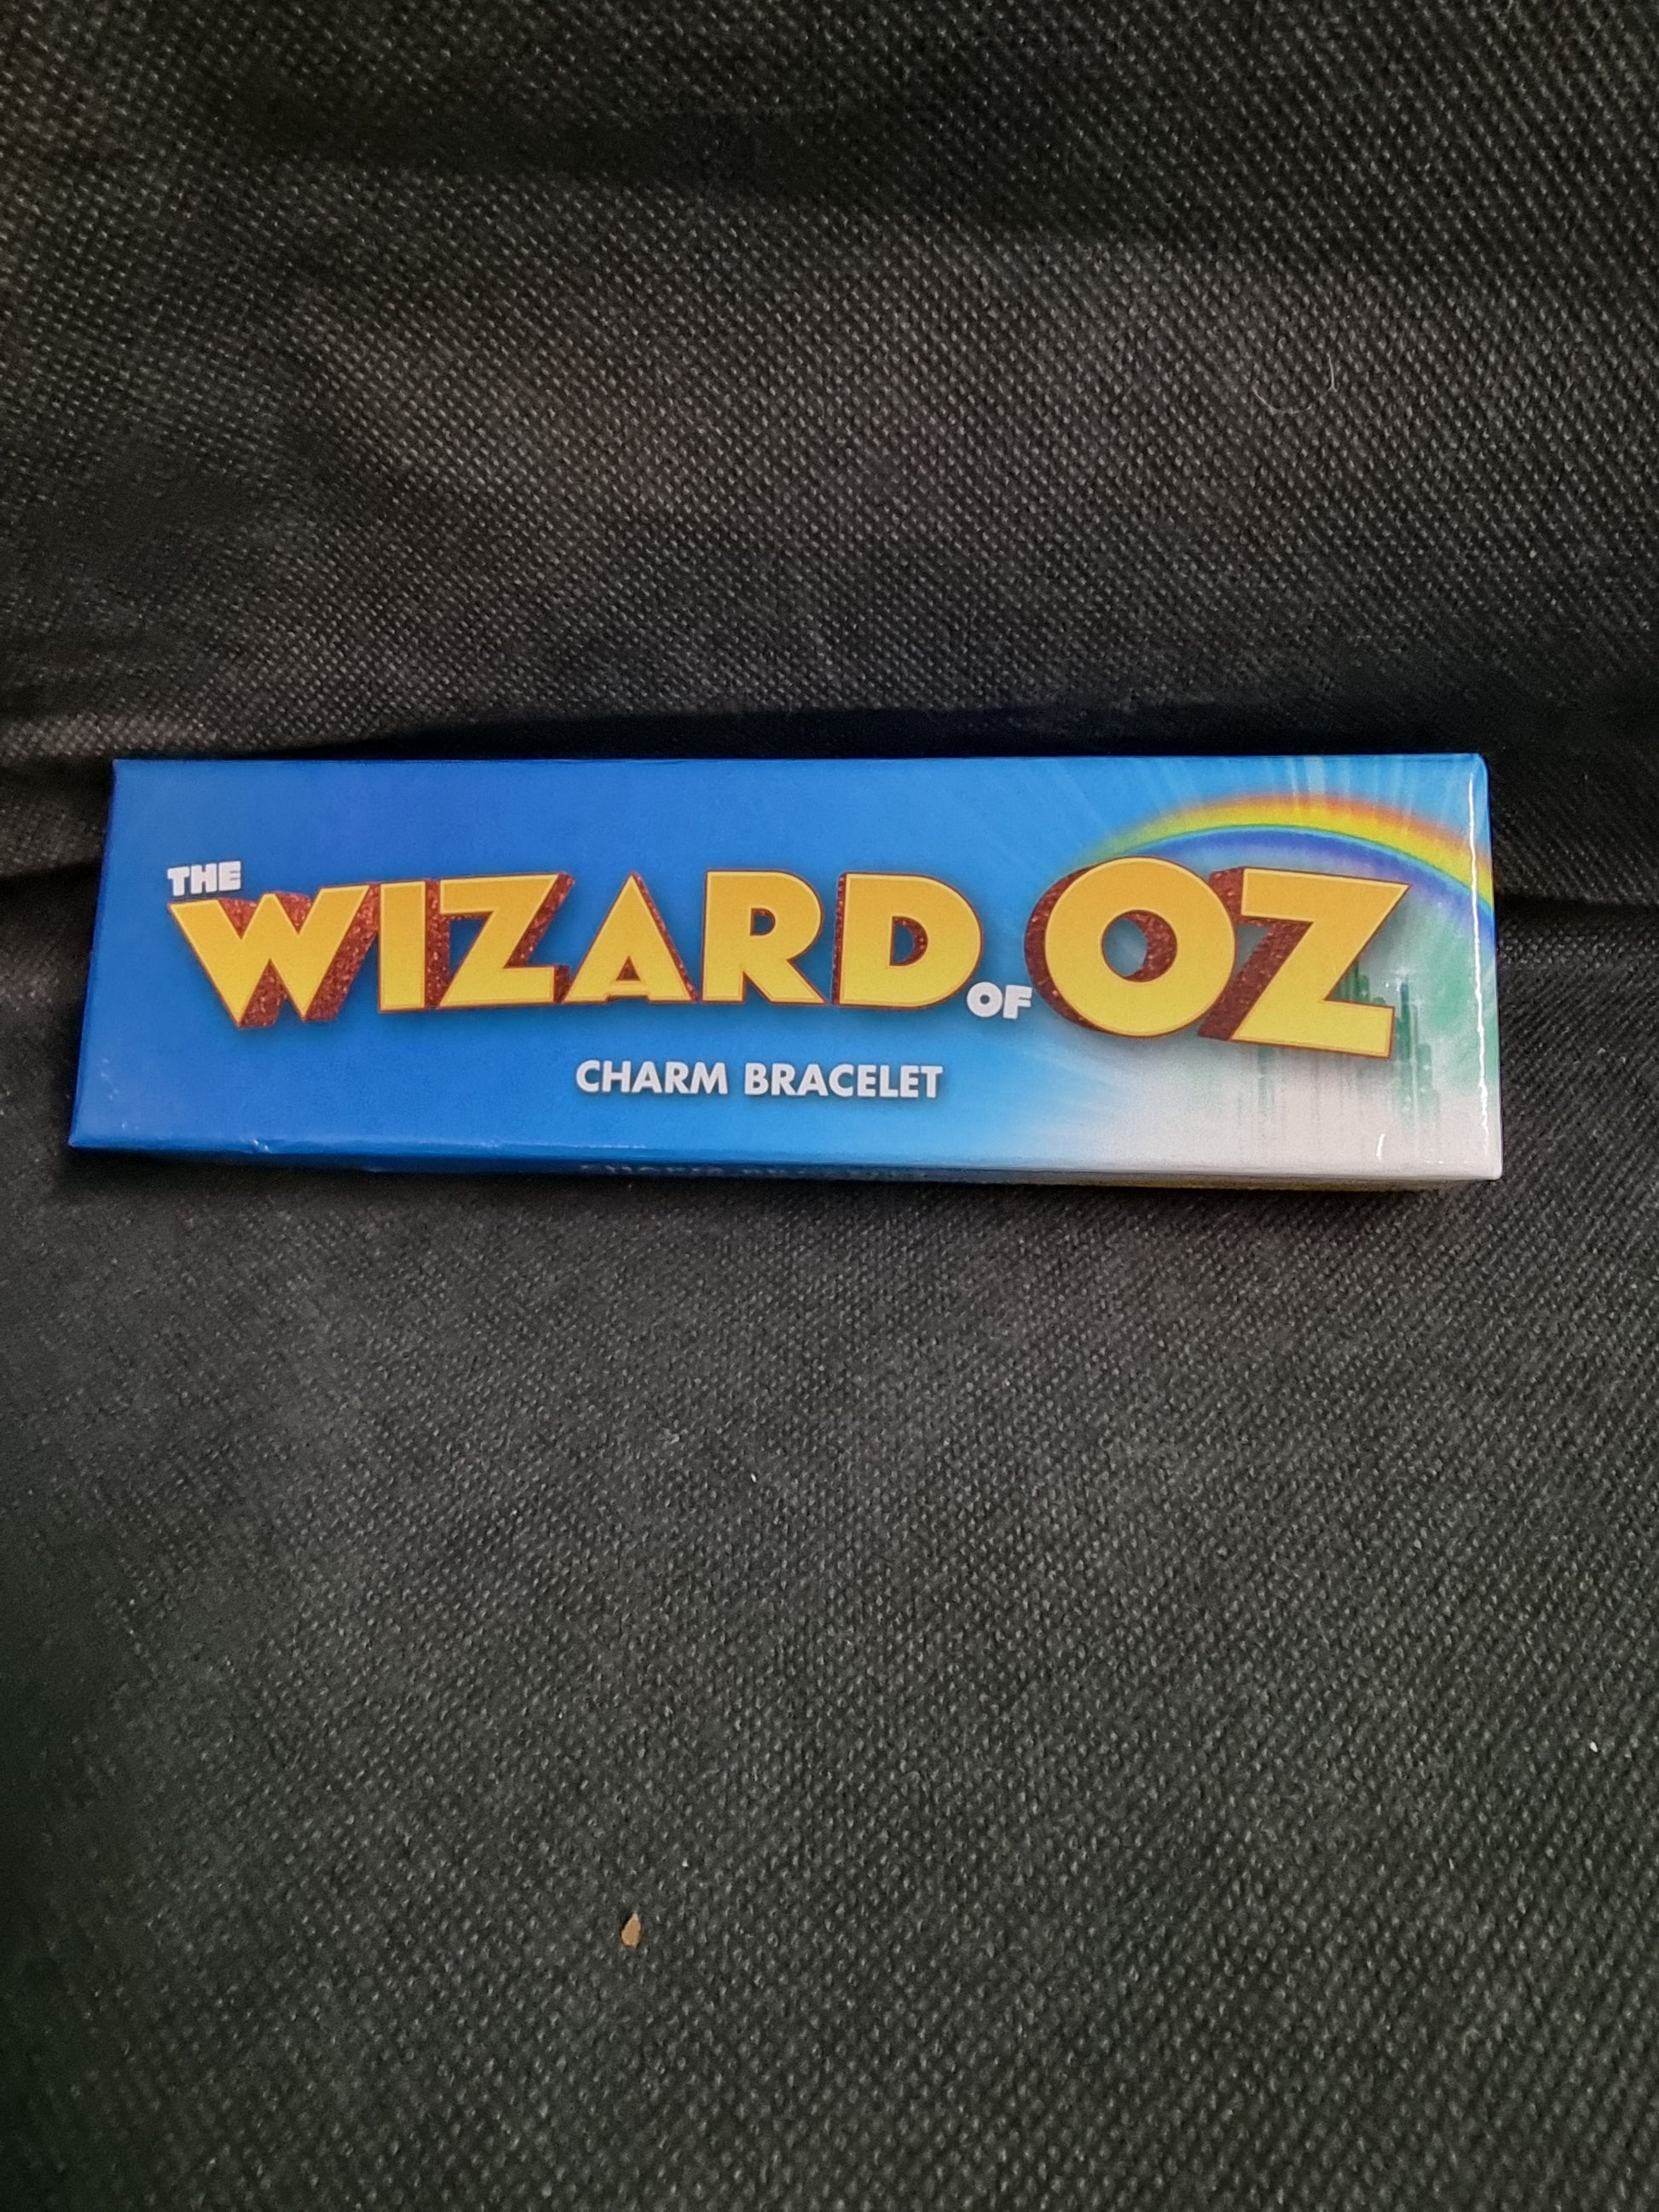 THE
WIZARD OF OZ
CHARM BRACELET